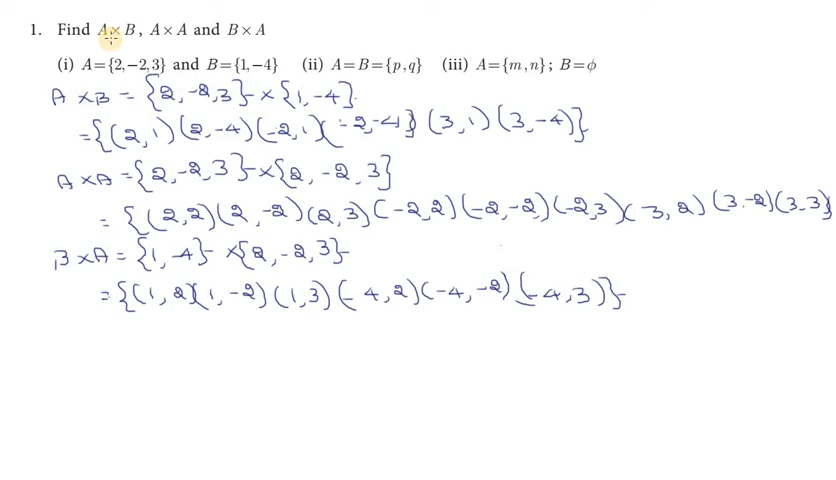 1. Find A × B, A × A and B × A
(i) A={2,−2,3} and B={1,−4} (ii) A=B={p,q} (iii) A={m,n}; B=ϕ
A × B = {2,-2,3} × {1,-4}
= {(2,1) (2,-4) (-2,1) (-2,-4) (3,1) (3,-4)}
A × A = {2,-2,3} × {2,-2,3}
= {(2,2) (2,-2) (2,3) (-2,2) (-2,-2) (-2,3) (3,2) (3,-2) (3,3)}
B × A = {1,-4} × {2,-2,3}
= {(1,2) (1,-2) (1,3) (-4,2) (-4,-2) (-4,3)}